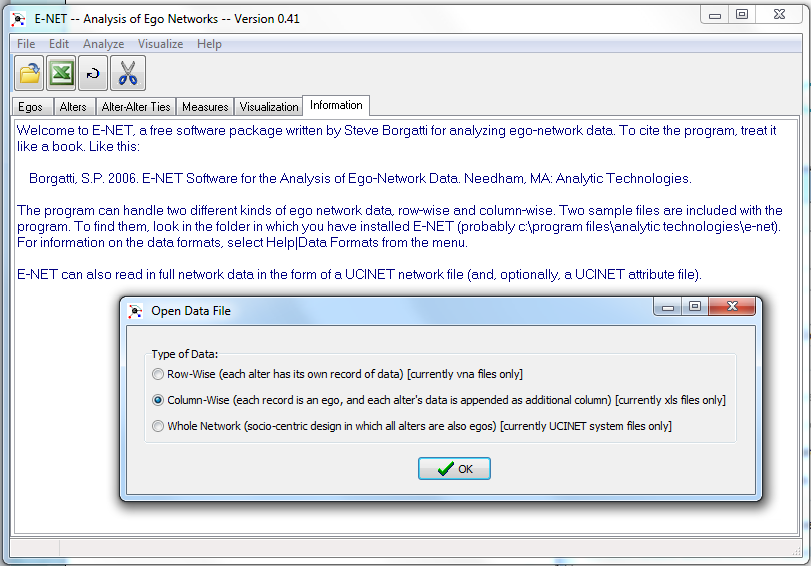 E-NET -- Analysis of Ego Networks -- Version 0.41
File Edit Analyze Visualize Help
Egos Alters Alter-Alter Ties Measures Visualization Information
Welcome to E-NET, a free software package written by Steve Borgatti for analyzing ego-network data. To cite the program, treat it
like a book. Like this:
Borgatti, S.P. 2006. E-NET Software for the Analysis of Ego-Network Data. Needham, MA: Analytic Technologies.
The program can handle two different kinds of ego network data, row-wise and column-wise. Two sample files are included with the
program. To find them, look in the folder in which you have installed E-NET (probably c:\program files\analytic technologies\e-net).
For information on the data formats, select Help|Data Formats from the menu.
E-NET can also read in full network data in the form of a UCINET network file (and, optionally, a UCINET attribute file).
Open Data File
Type of Data:
Row-Wise (each alter has its own record of data) [currently vna files only]
Column-Wise (each record is an ego, and each alter's data is appended as additional column) [currently xls files only]
Whole Network (socio-centric design in which all alters are also egos) [currently UCINET system files only]
OK